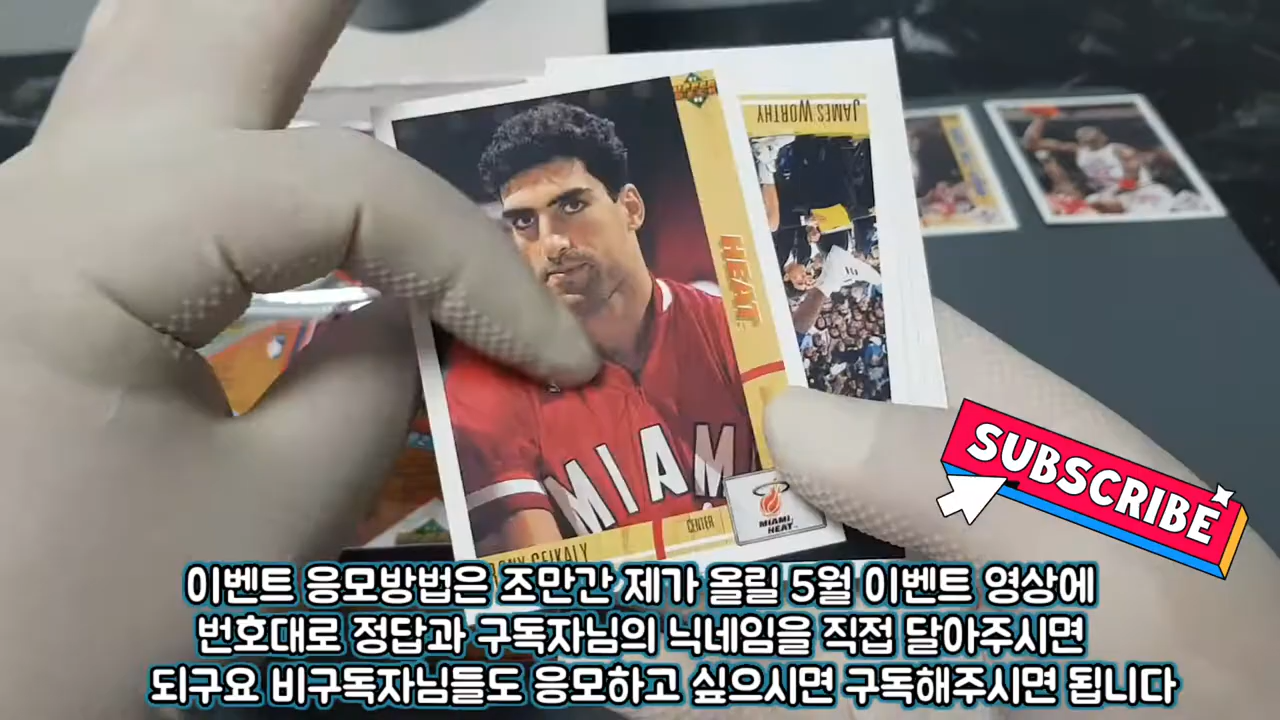 JAMES WORTHY
HEAT
MIAMI
CENTER
MIAMI
HEAT
SEIKALY
SUBSCRIBE
이벤트 응모방법은 조만간 제가 올릴 5월 이벤트 영상에
번호대로 정답과 구독자님의 닉네임을 직접 달아주시면
되구요 비구독자님들도 응모하고 싶으시면 구독해주시면 됩니다